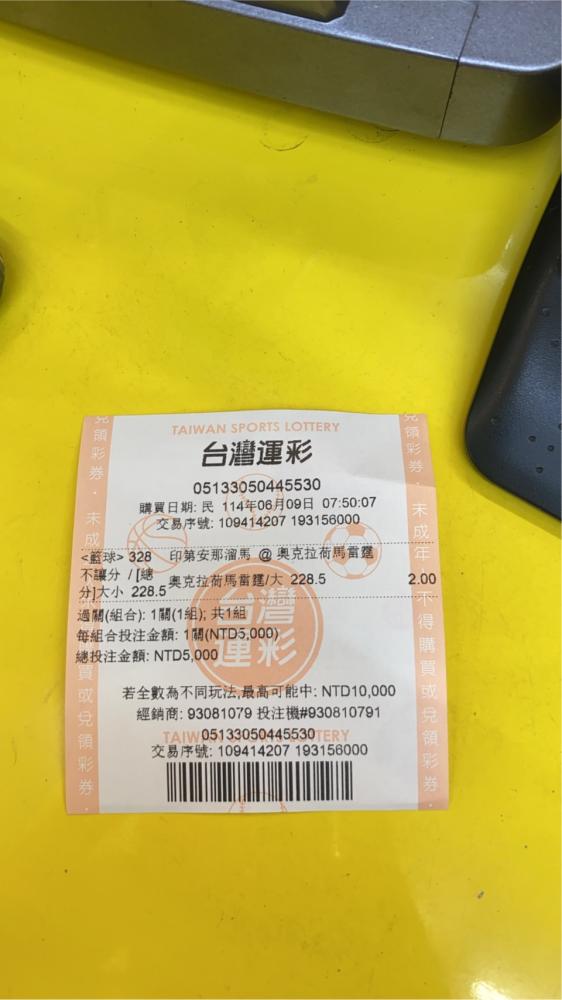 TAIWAN SPORTS LOTTERY
台灣運彩
05133050445530
購買日期: 民 114年06月09日 07:50:07
交易序號: 109414207 193156000
<籃球> 328 印第安那溜馬 @ 奧克拉荷馬雷霆
不讓分 / [總分]大小 228.5 奧克拉荷馬雷霆/大 228.5 2.00
過關(組合): 1關(1組); 共1組
每組合投注金額: 1關(NTD5,000)
總投注金額: NTD5,000
台灣運彩
若全數為不同玩法,最高可能中: NTD10,000
經銷商: 93081079 投注機#930810791
TAIWAN SPORTS LOTTERY
05133050445530
交易序號: 109414207 193156000
兌領彩券．未成
購買或兌領彩券．
兌領彩券．未成年．不得購買或兌領彩券．